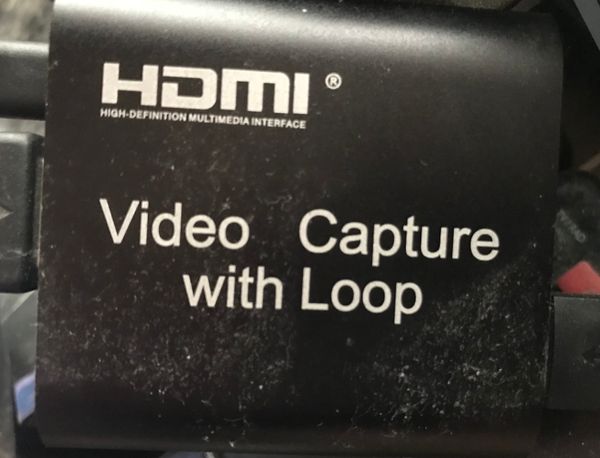 HDMI®
HIGH-DEFINITION MULTIMEDIA INTERFACE
Video Capture
with Loop